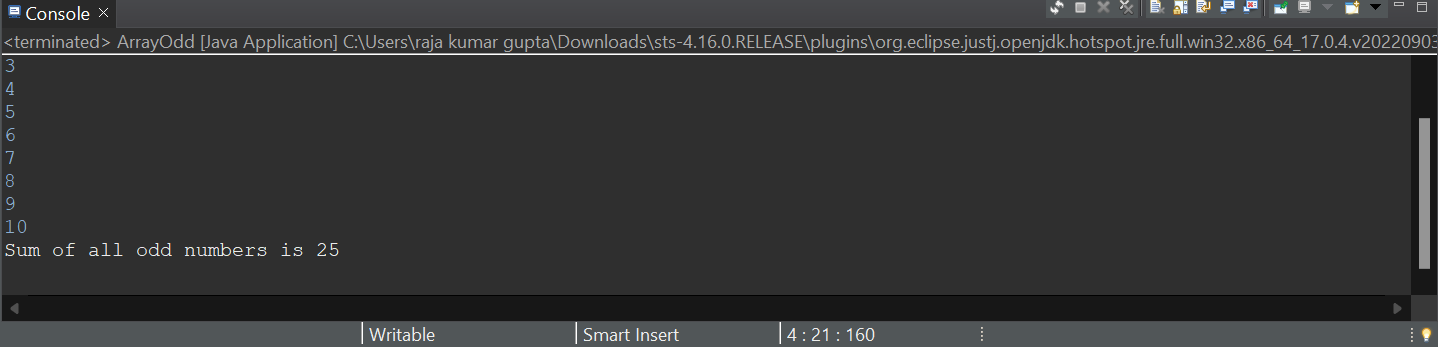 Console
<terminated> ArrayOdd [Java Application] C:\Users\raja kumar gupta\Downloads\sts-4.16.0.RELEASE\plugins\org.eclipse.justj.openjdk.hotspot.jre.full.win32.x86_64_17.0.4.v20220903
3
4
5
6
7
8
9
10
Sum of all odd numbers is 25
Writable Smart Insert 4 : 21 : 160